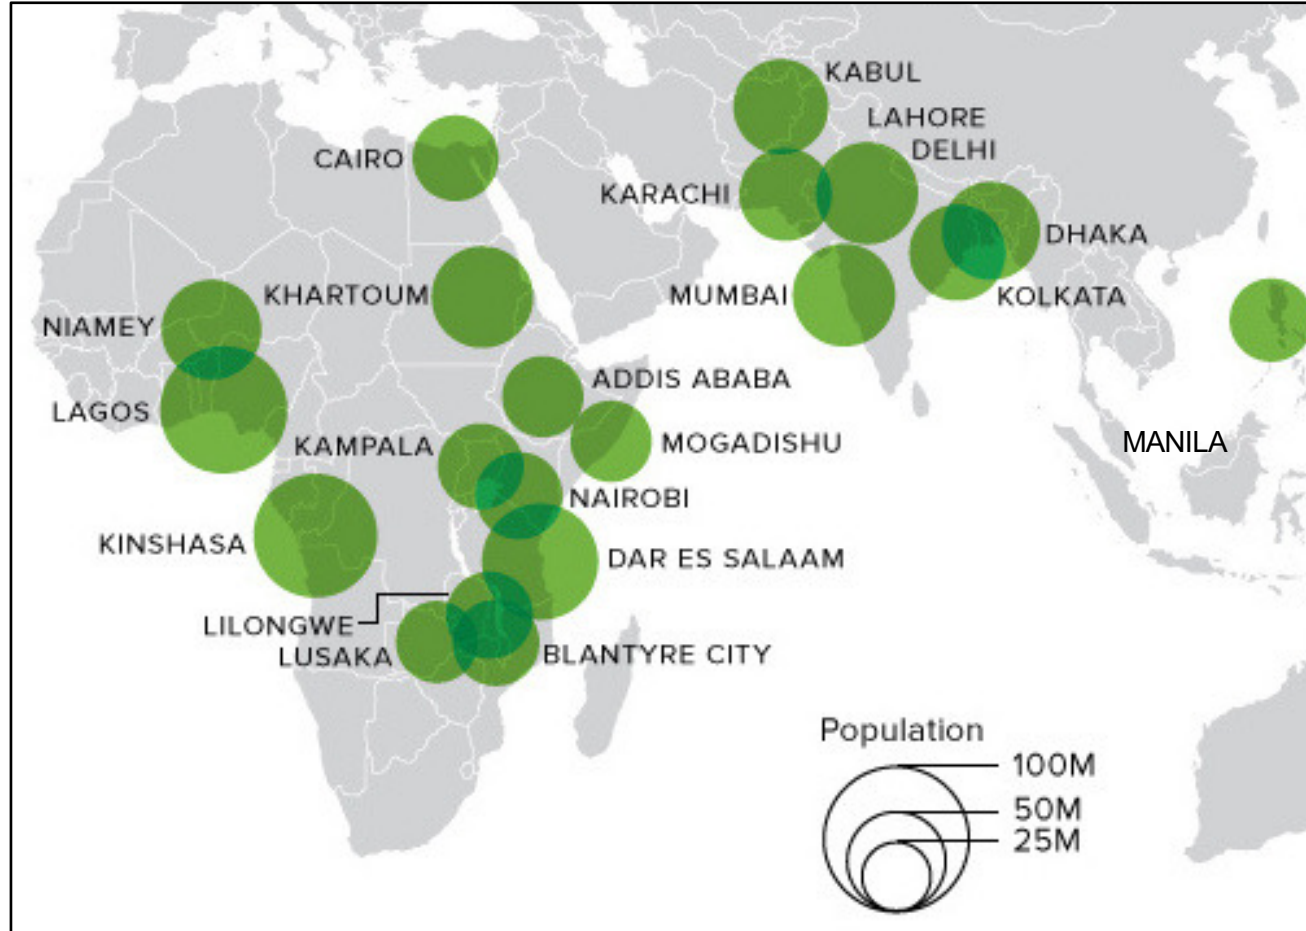 KABUL
LAHORE
DELHI
CAIRO
KARACHI
DHAKA
KHARTOUM
MUMBAI
KOLKATA
NIAMEY
ADDIS ABABA
LAGOS
KAMPALA
MOGADISHU
MANILA
NAIROBI
KINSHASA
DAR ES SALAAM
LILONGWE
LUSAKA
BLANTYRE CITY
Population
100M
50M
25M